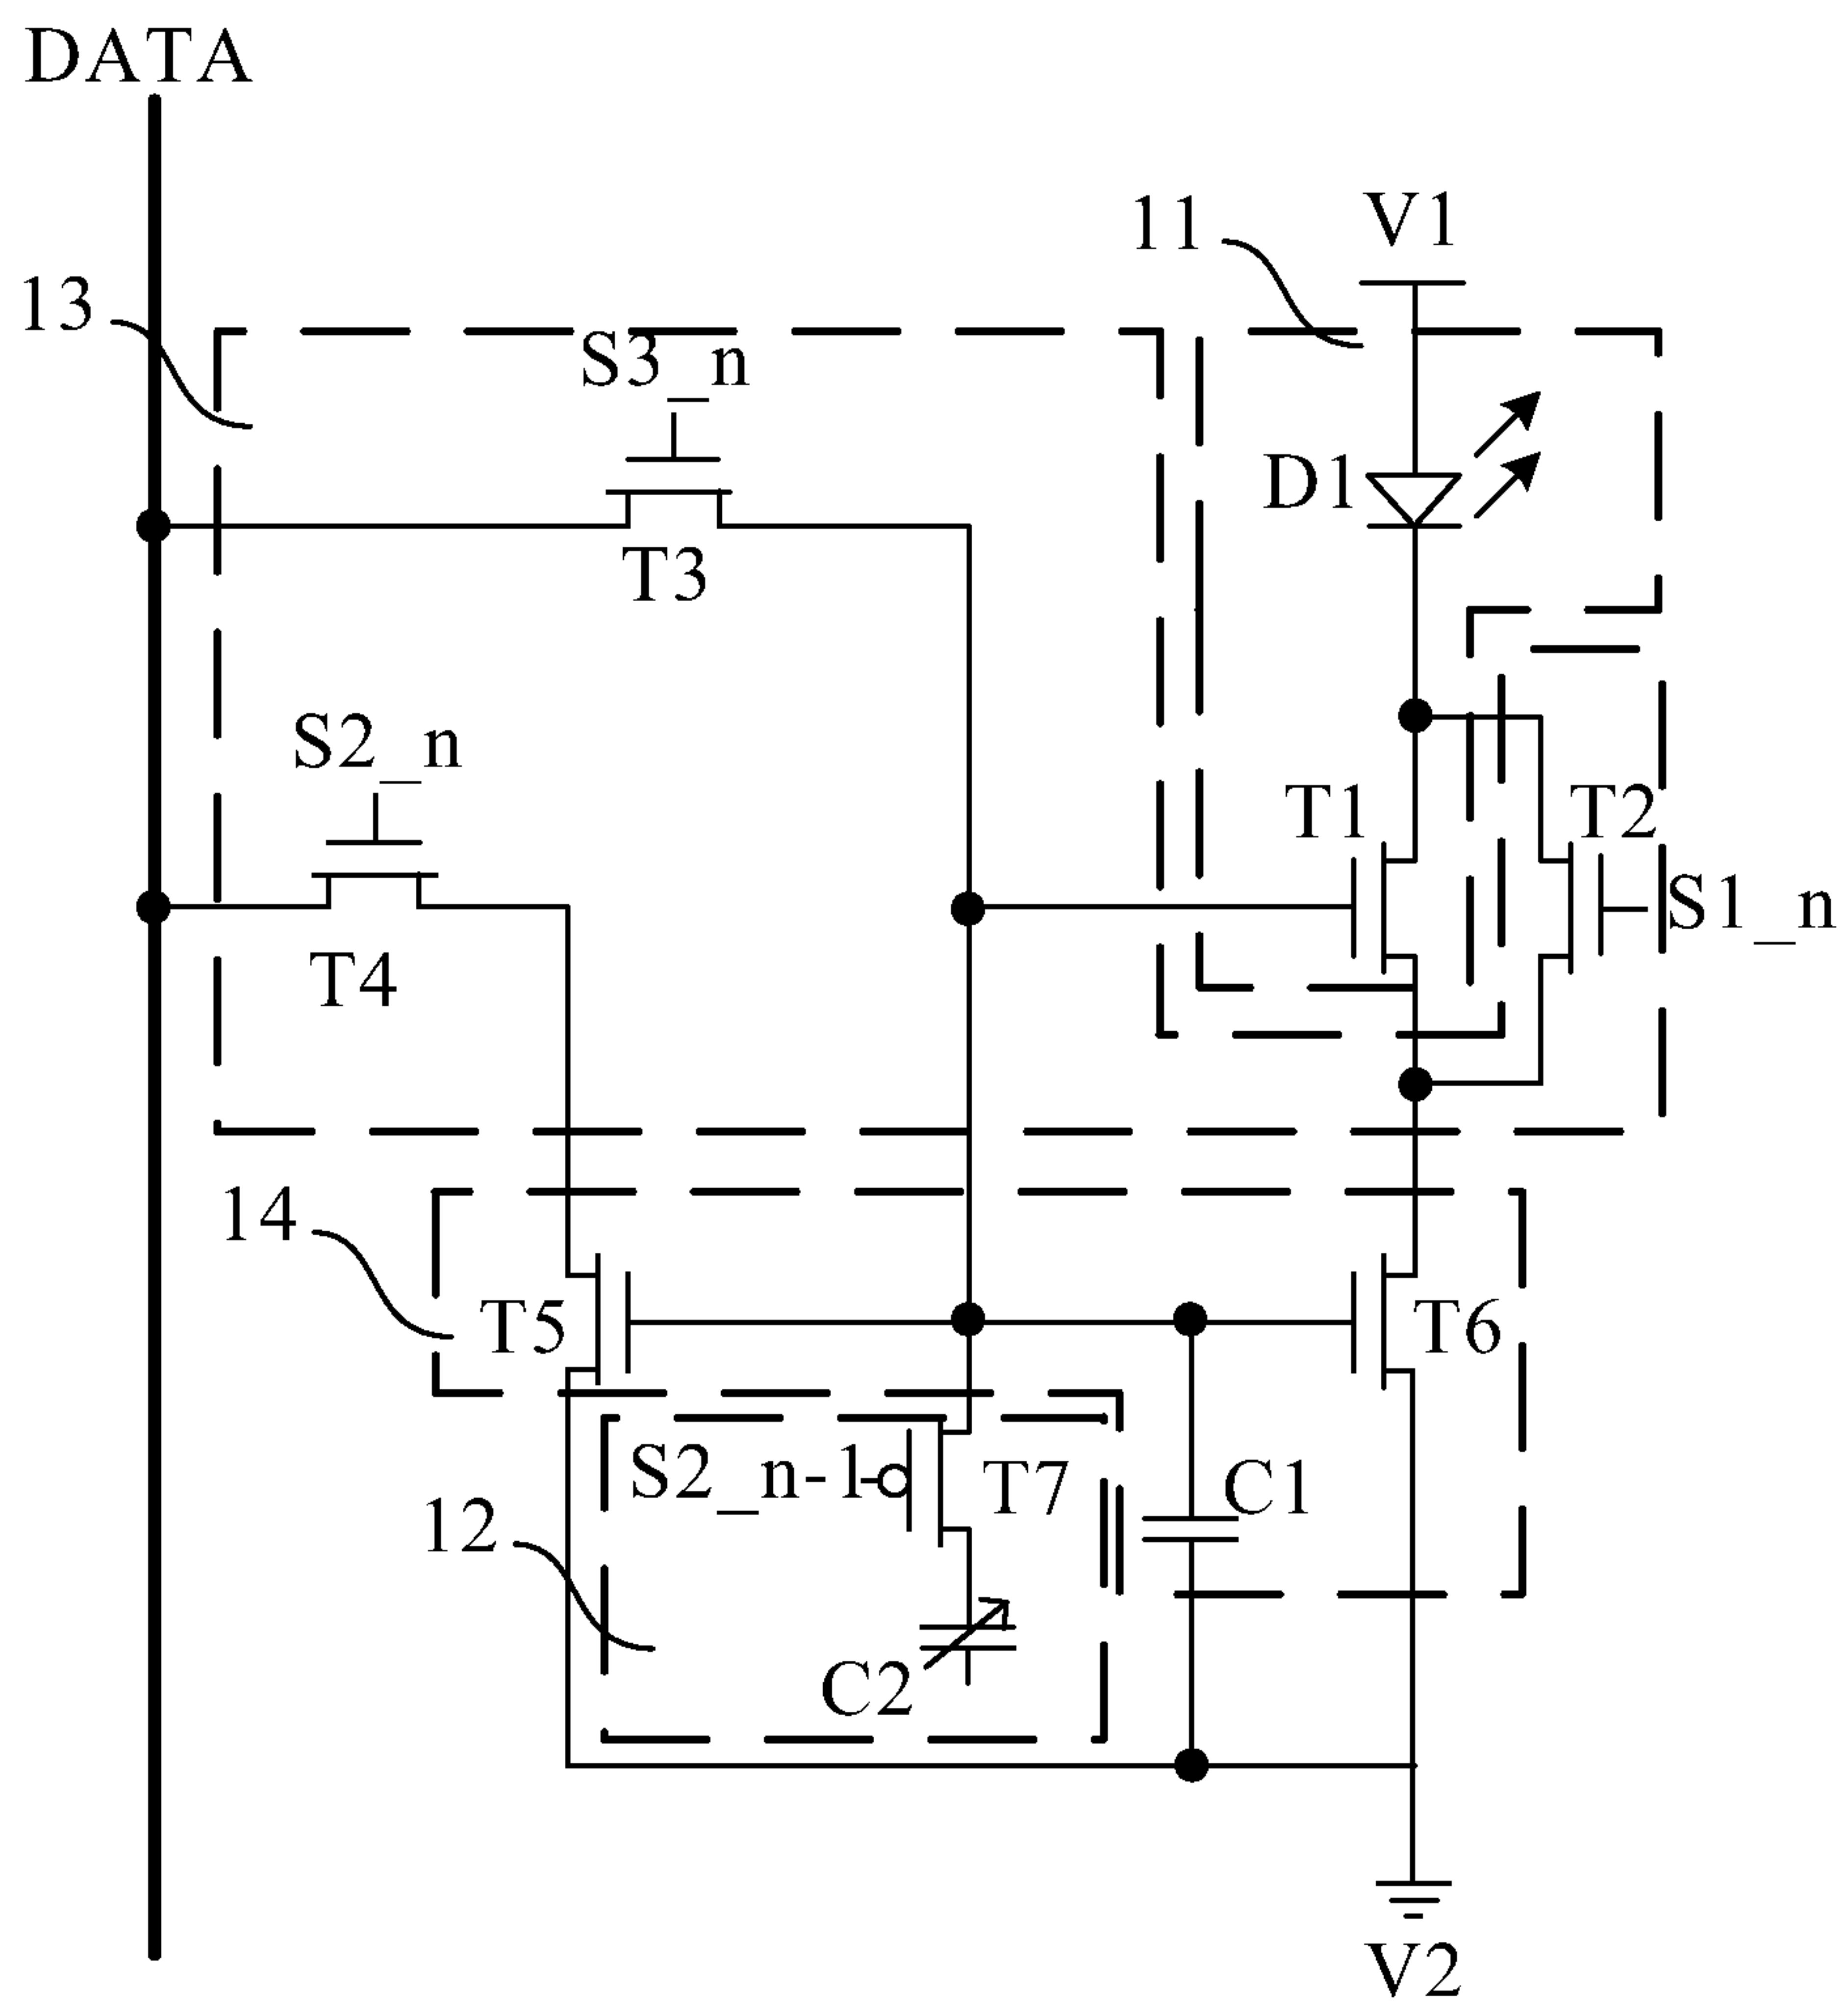 DATA
V1
11
13
S3_n
D1
T3
S2_n
T1
T2
S1_n
T4
14
T5
T6
S2_n-1
T7
C1
12
C2
V2